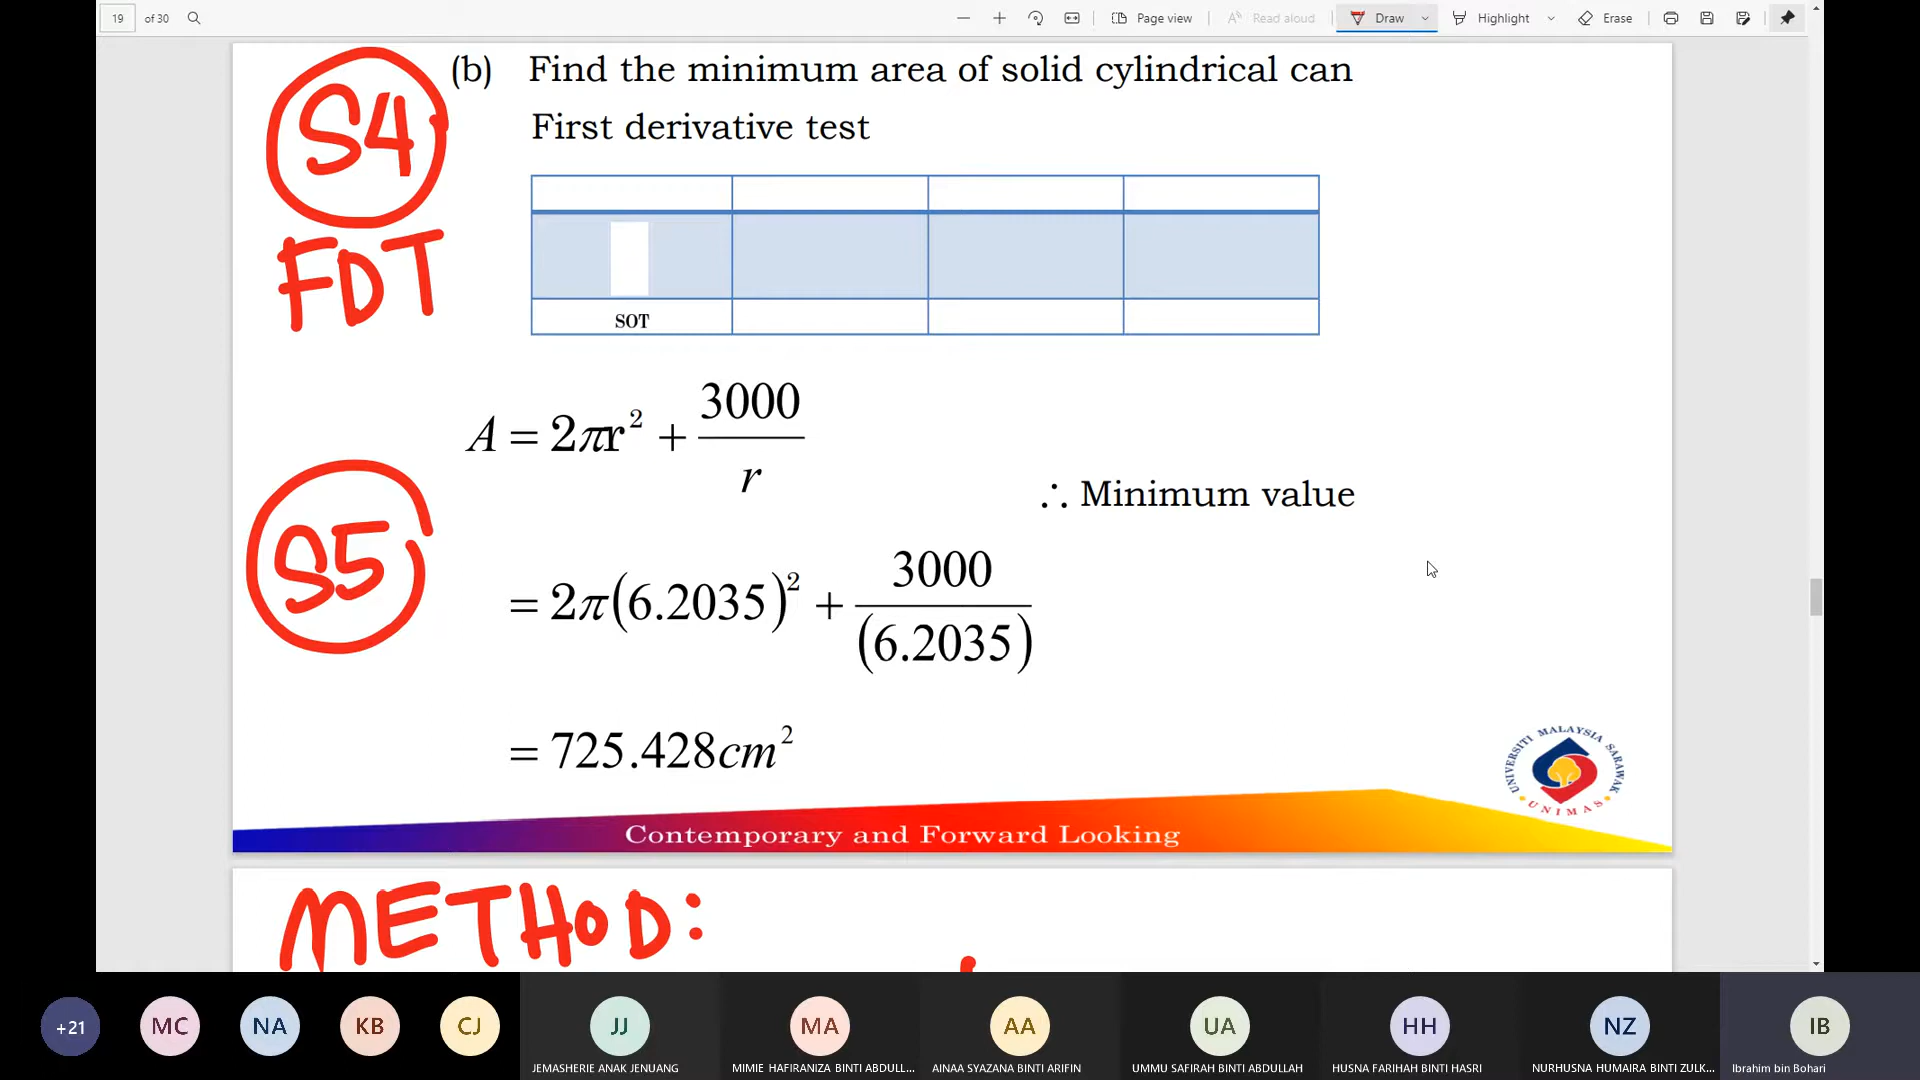 19 of 30 Page view Read aloud Draw Highlight Erase
S4
(b) Find the minimum area of solid cylindrical can
First derivative test
FDT
SOT
A = 2πr² + 3000/r
∴ Minimum value
S5
= 2π(6.2035)² + 3000/(6.2035)
= 725.428cm²
UNIVERSITI MALAYSIA SARAWAK
UNIMAS
Contemporary and Forward Looking
METHOD:
+21 MC NA KB CJ JJ MA AA UA HH NZ IB
JEMASHERIE ANAK JENUANG MIMIE HAFIRANIZA BINTI ABDULL... AINAA SYAZANA BINTI ARIFIN UMMU SAFIRAH BINTI ABDULLAH HUSNA FARIHAH BINTI HASRI NURHUSNA HUMAIRA BINTI ZULK... Ibrahim bin Bohari